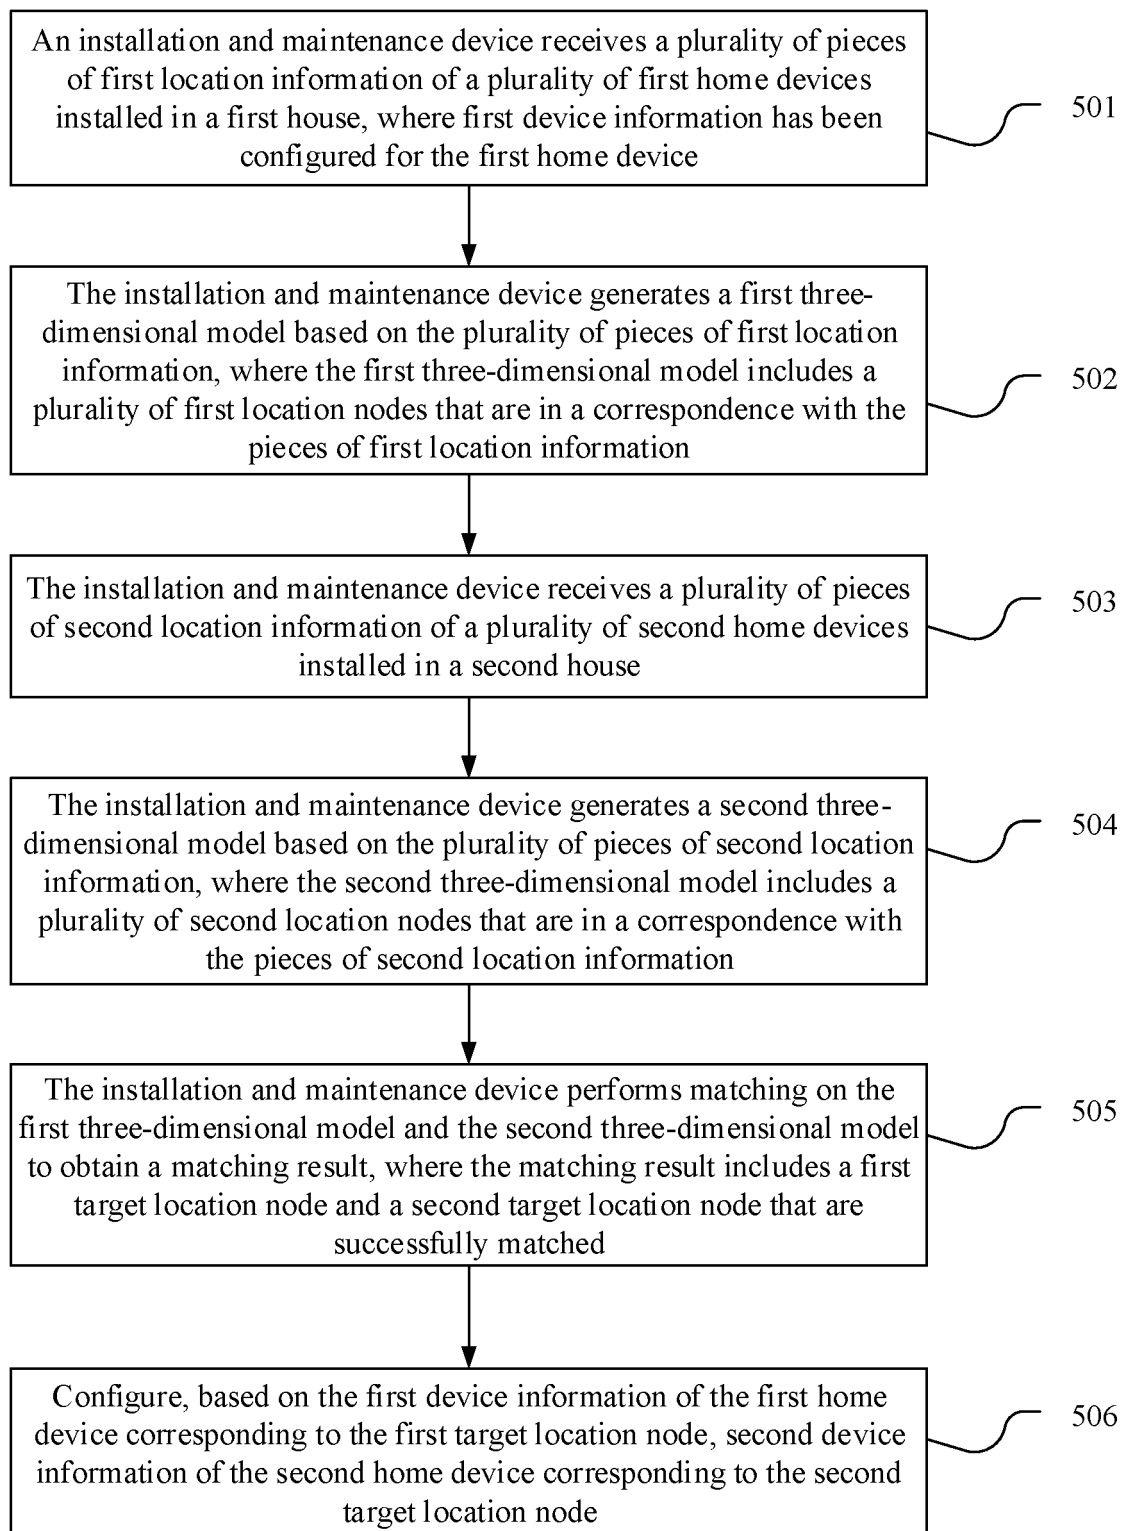 An installation and maintenance device receives a plurality of pieces
of first location information of a plurality of first home devices
installed in a first house, where first device information has been
configured for the first home device
501
The installation and maintenance device generates a first three-
dimensional model based on the plurality of pieces of first location
information, where the first three-dimensional model includes a
plurality of first location nodes that are in a correspondence with the
pieces of first location information
502
The installation and maintenance device receives a plurality of pieces
of second location information of a plurality of second home devices
installed in a second house
503
The installation and maintenance device generates a second three-
dimensional model based on the plurality of pieces of second location
information, where the second three-dimensional model includes a
plurality of second location nodes that are in a correspondence with
the pieces of second location information
504
The installation and maintenance device performs matching on the
first three-dimensional model and the second three-dimensional model
to obtain a matching result, where the matching result includes a first
target location node and a second target location node that are
successfully matched
505
Configure, based on the first device information of the first home
device corresponding to the first target location node, second device
information of the second home device corresponding to the second
target location node
506